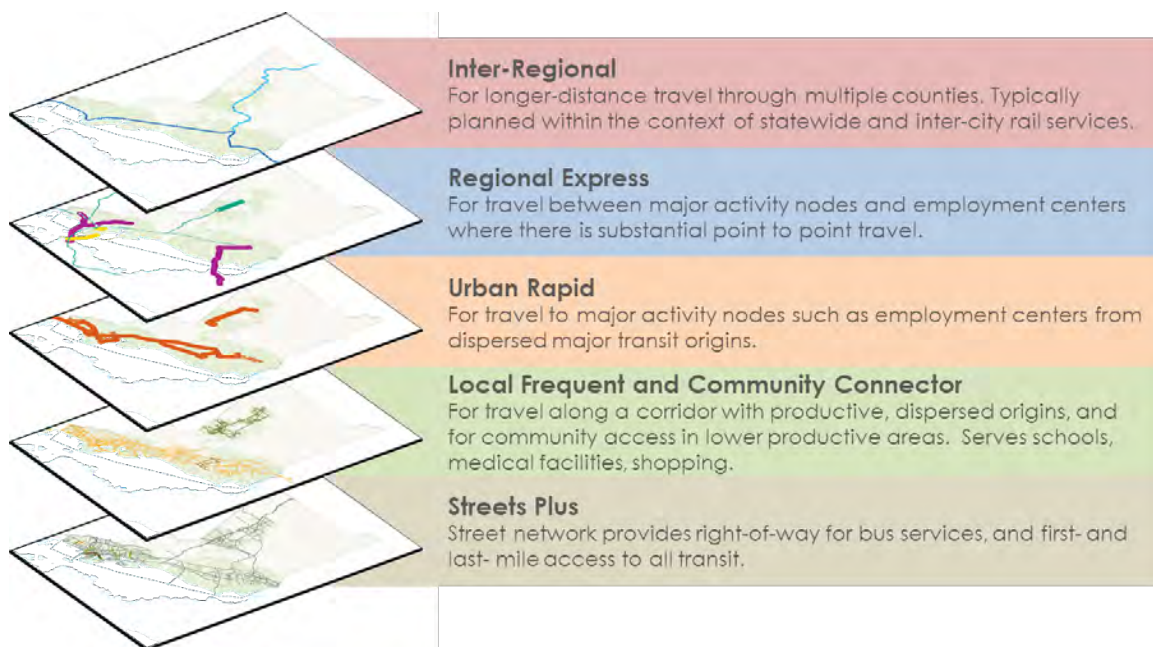 Inter-Regional
For longer-distance travel through multiple counties. Typically
planned within the context of statewide and inter-city rail services.
Regional Express
For travel between major activity nodes and employment centers
where there is substantial point to point travel.
Urban Rapid
For travel to major activity nodes such as employment centers from
dispersed major transit origins.
Local Frequent and Community Connector
For travel along a corridor with productive, dispersed origins, and
for community access in lower productive areas.  Serves schools,
medical facilities, shopping.
Streets Plus
Street network provides right-of-way for bus services, and first- and
last- mile access to all transit.